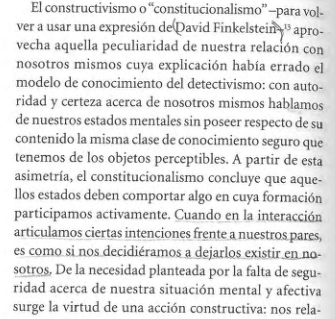 El constructivismo o “constitucionalismo” –para vol-
ver a usar una expresión de David Finkelstein¹³ apro-
vecha aquella peculiaridad de nuestra relación con
nosotros mismos cuya explicación había errado el
modelo de conocimiento del detectivismo: con auto-
ridad y certeza acerca de nosotros mismos hablamos
de nuestros estados mentales sin poseer respecto de su
contenido la misma clase de conocimiento seguro que
tenemos de los objetos perceptibles. A partir de esta
asimetría, el constitucionalismo concluye que aque-
llos estados deben comportar algo en cuya formación
participamos activamente. Cuando en la interacción
articulamos ciertas intenciones frente a nuestros pares,
es como si nos decidiéramos a dejarlos existir en no-
sotros. De la necesidad planteada por la falta de segu-
ridad acerca de nuestra situación mental y afectiva
surge la virtud de una acción constructiva: nos rela-